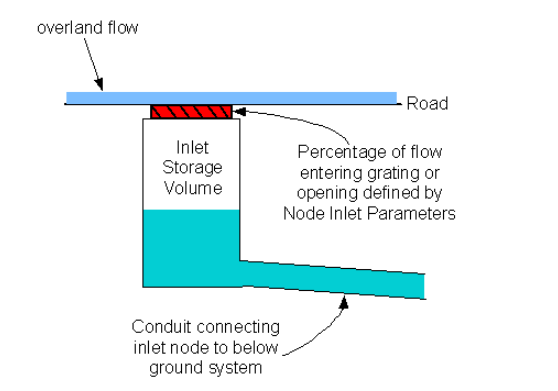 overland flow
Road
Inlet
Storage
Volume
Percentage of flow
entering grating or
opening defined by
Node Inlet Parameters
Conduit connecting
inlet node to below
ground system